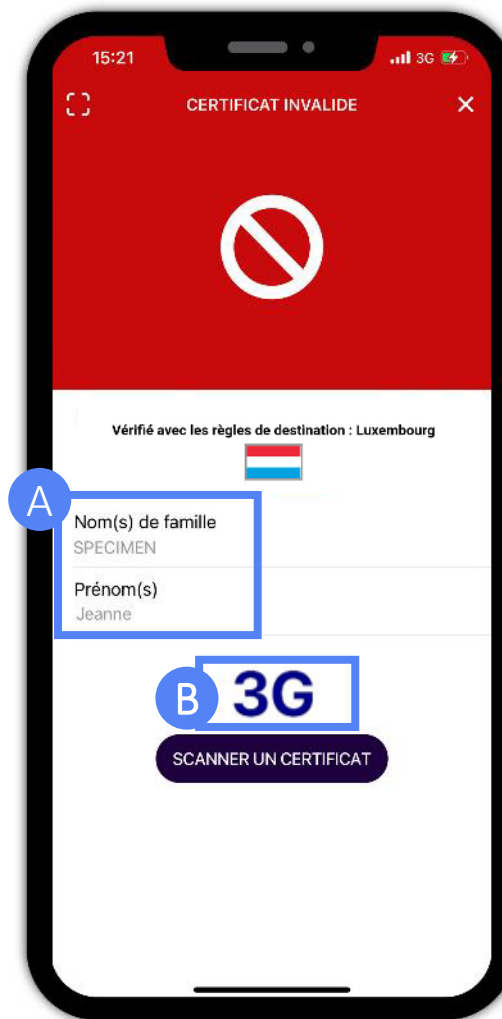 15:21
3G
CERTIFICAT INVALIDE
Vérifié avec les règles de destination : Luxembourg
A
Nom(s) de famille
SPECIMEN
Prénom(s)
Jeanne
B
3G
SCANNER UN CERTIFICAT